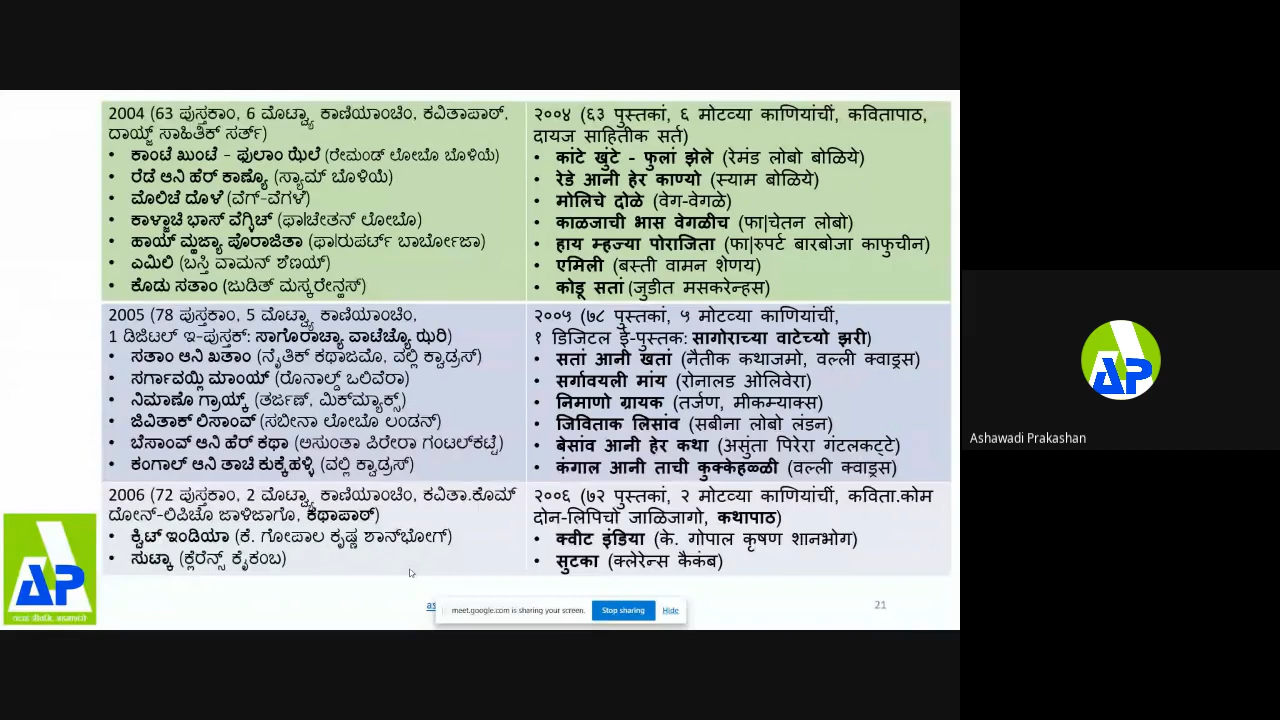 2004 (63 ಪುಸ್ತಕಾಂ, 6 ಮೊಟ್ವ್ಯಾ ಕಾಣಿಯಾಂಚಿಂ, ಕವಿತಾಪಾಠ್,
ದಾಯ್ಜ್ ಸಾಹಿತಿಕ್ ಸರ್ತ್)
• ಕಾಂಟೆ ಖುಂಟೆ – ಫುಲಾಂ ಝೆಲೆ (ರೇಮಂಡ್ ಲೋಬೊ ಬೊಳಿಯೆ)
• ರೆಡೆ ಆನಿ ಹೆರ್ ಕಾಣ್ಯೊ (ಸ್ಯಾಮ್ ಬೊಳಿಯೆ)
• ಮೊಲಿಚೆ ದೊಳೆ (ವೆಗ್-ವೆಗಳೆ)
• ಕಾಳ್ಜಾಚಿ ಭಾಸ್ ವೆಗ್ಳಿಚ್ (ಫಾ|ಚೇತನ್ ಲೋಬೊ)
• ಹಾಯ್ ಮ್ಹಜ್ಯಾ ಪೊರಾಜಿತಾ (ಫಾ|ರುಪರ್ಟ್ ಬಾರ್ಬೋಜಾ)
• ಎಮಿಲಿ (ಬಸ್ತಿ ವಾಮನ್ ಶೆಣಯ್)
• ಕೊಡು ಸತಾಂ (ಜುಡಿತ್ ಮಸ್ಕರೇನ್ಹಸ್)
२००४ (६३ पुस्तकां, ६ मोटव्या काणियांचीं, कवितापाठ,
दायज साहितीक सर्त)
• कांटे खुंटे - फुलां झेले (रेमंड लोबो बोळिये)
• रेडे आनी हेर काण्यो (स्याम बोळिये)
• मोलिचे दोळे (वेग-वेगळे)
• काळजाची भास वेगळीच (फा|चेतन लोबो)
• हाय म्हज्या पोराजिता (फा|रुपर्ट बारबोजा काफुचीन)
• एमिली (बस्ती वामन शेणय)
• कोडू सतां (जुडीत मसकरेन्हस)
2005 (78 ಪುಸ್ತಕಾಂ, 5 ಮೊಟ್ವ್ಯಾ ಕಾಣಿಯಾಂಚಿಂ,
1 ಡಿಜಿಟಲ್ ಇ-ಪುಸ್ತಕ್: ಸಾಗೊರಾಚ್ಯಾ ವಾಟೆಚ್ಯೊ ಝರಿ)
• ಸತಾಂ ಆನಿ ಖತಾಂ (ನೈತಿಕ್ ಕಥಾಜಮೊ, ವಲ್ಲಿ ಕ್ವಾಡ್ರಸ್)
• ಸರ್ಗಾವಯ್ಲಿ ಮಾಂಯ್ (ರೊನಾಲ್ಡ್ ಒಲಿವೆರಾ)
• ನಿಮಾಣೊ ಗ್ರಾಯ್ಕ್ (ತರ್ಜಣ್, ಮಿಕ್‌ಮ್ಯಾಕ್ಸ್)
• ಜಿವಿತಾಕ್ ಲಿಸಾಂವ್ (ಸಬೀನಾ ಲೋಬೊ ಲಂಡನ್)
• ಬೆಸಾಂವ್ ಆನಿ ಹೆರ್ ಕಥಾ (ಅಸುಂತಾ ಪಿರೇರಾ ಗಂಟಲ್‌ಕಟ್ಟೆ)
• ಕಂಗಾಲ್ ಆನಿ ತಾಚಿ ಕುಕ್ಕೆಹಳ್ಳಿ (ವಲ್ಲಿ ಕ್ವಾಡ್ರಸ್)
२००५ (७८ पुस्तकां, ५ मोटव्या काणियांचीं,
१ डिजिटल ई-पुस्तक: सागोराच्या वाटेच्यो झरी)
• सतां आनी खतां (नैतीक कथाजमो, वल्ली क्वाड्रस)
• सर्गावयली मांय (रोनालड ओलिवेरा)
• निमाणो ग्रायक (तर्जण, मीकम्याक्स)
• जिविताक लिसांव (सबीना लोबो लंडन)
• बेसांव आनी हेर कथा (असुंता पिरेरा गंटलकट्टे)
• कंगाल आनी ताची कुक्केहळ्ळी (वल्ली क्वाड्रस)
2006 (72 ಪುಸ್ತಕಾಂ, 2 ಮೊಟ್ವ್ಯಾ ಕಾಣಿಯಾಂಚಿಂ, ಕವಿತಾ.ಕೊಮ್
ದೋನ್-ಲಿಪಿಚೊ ಜಾಳಿಜಾಗೊ, ಕಥಾಪಾಠ್)
• ಕ್ವಿಟ್ ಇಂಡಿಯಾ (ಕೆ. ಗೋಪಾಲ ಕೃಷ್ಣ ಶಾನ್‌ಭೋಗ್)
• ಸುಟ್ಕಾ (ಕ್ಲೆರೆನ್ಸ್ ಕೈಕಂಬ)
२००६ (७२ पुस्तकां, २ मोटव्या काणियांचीं, कविता.कोम
दोन-लिपिचो जाळिजागो, कथापाठ)
• क्वीट इंडिया (के. गोपाल कृषण शानभोग)
• सुटका (क्लेरेन्स कैकंब)
as
meet.google.com is sharing your screen. Stop sharing Hide
21
AP
AP
Ashawadi Prakashan